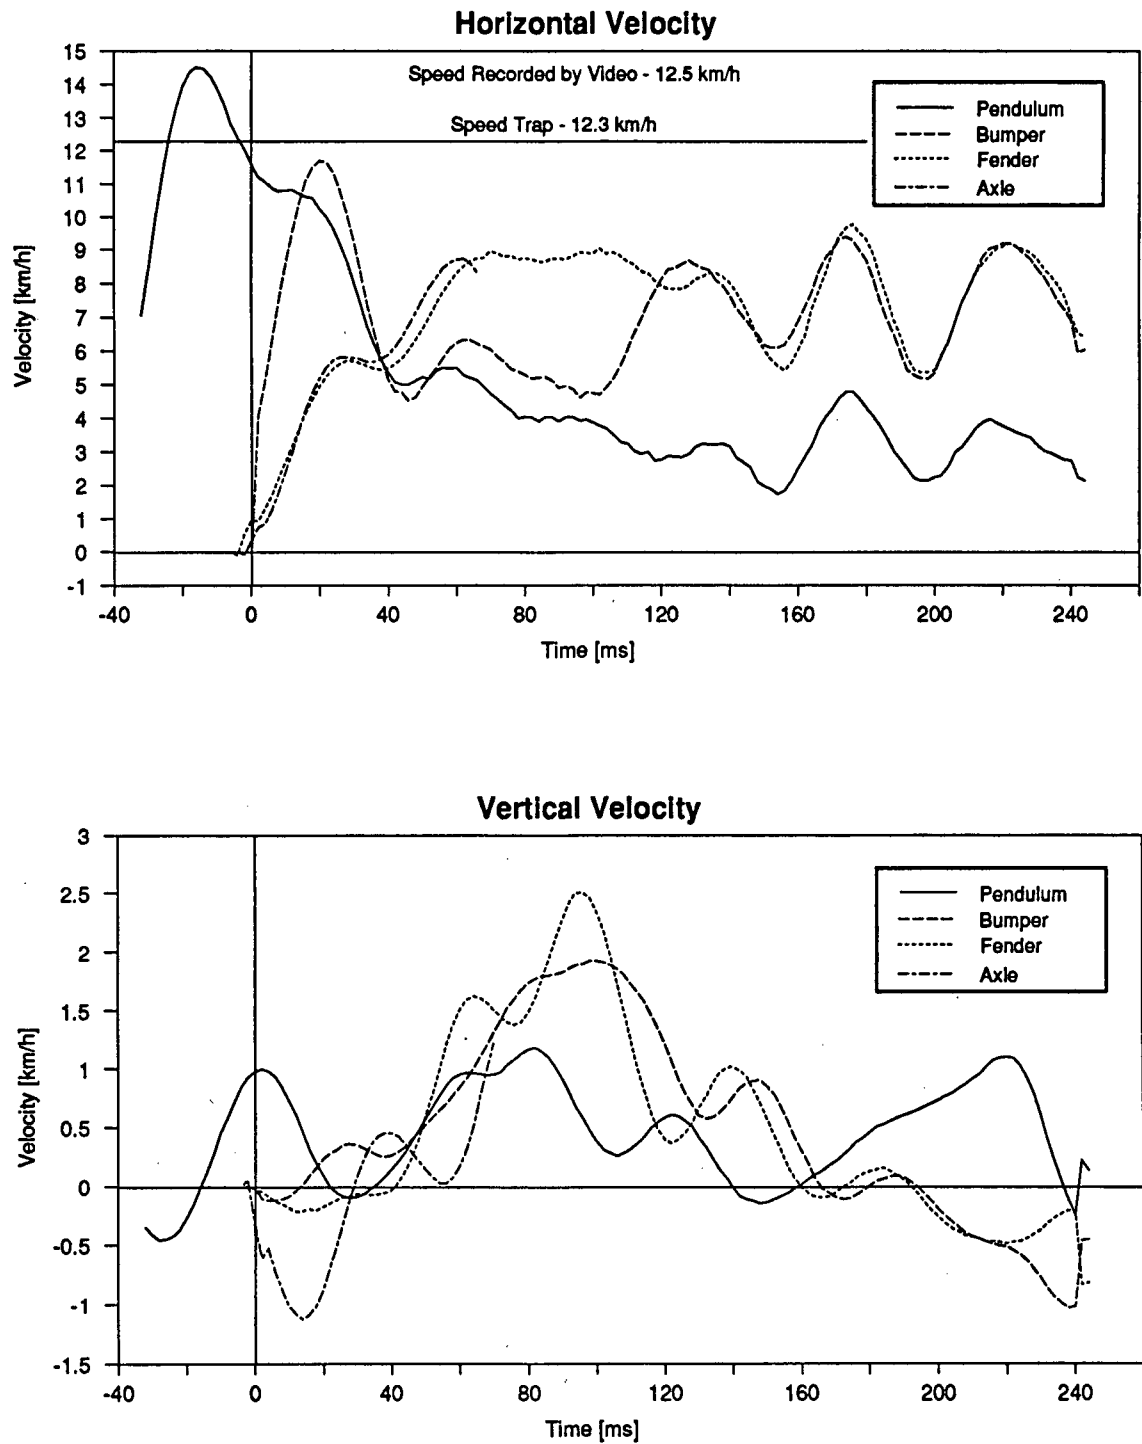 Horizontal Velocity
15
14
13
12
11
10
9
8
7
6
5
4
3
2
1
0
-1
Velocity [km/h]
Speed Recorded by Video - 12.5 km/h
Speed Trap - 12.3 km/h
Pendulum
Bumper
Fender
Axle
-40 0 40 80 120 160 200 240
Time [ms]
Vertical Velocity
3
2.5
2
1.5
1
0.5
0
-0.5
-1
-1.5
Velocity [km/h]
Pendulum
Bumper
Fender
Axle
-40 0 40 80 120 160 200 240
Time [ms]